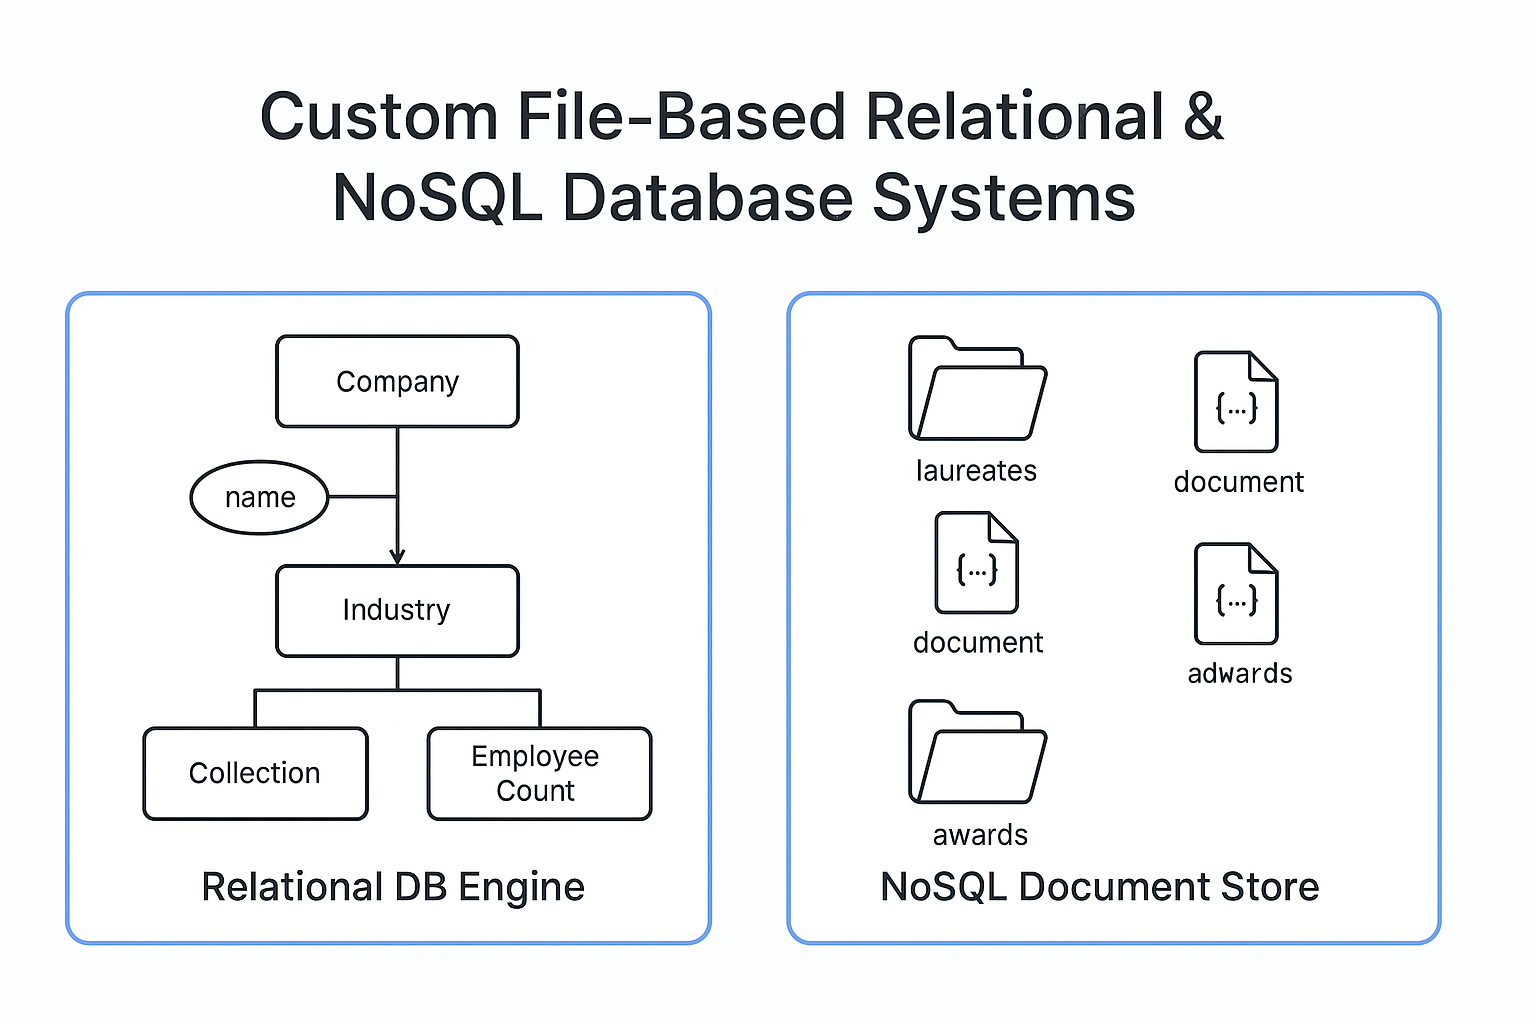 Custom File-Based Relational &
NoSQL Database Systems
Company
name
Industry
Collection
Employee
Count
Relational DB Engine
laureates
{...}
document
{...}
document
{...}
adwards
awards
NoSQL Document Store